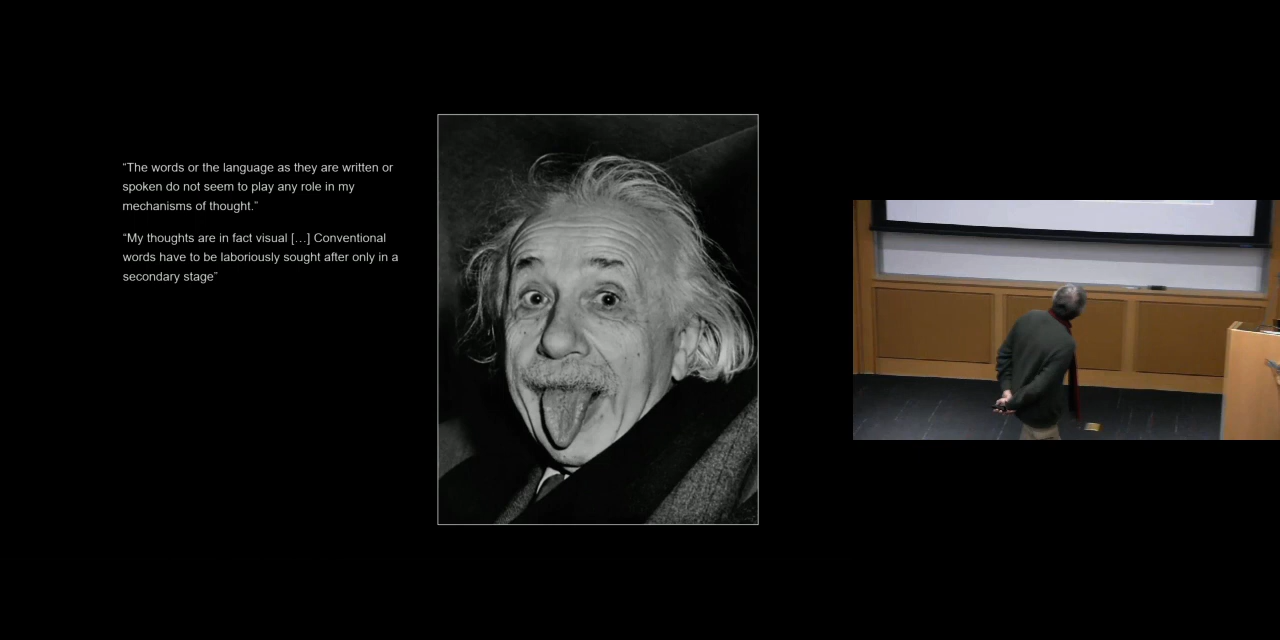 “The words or the language as they are written or
spoken do not seem to play any role in my
mechanisms of thought.”
“My thoughts are in fact visual […] Conventional
words have to be laboriously sought after only in a
secondary stage”